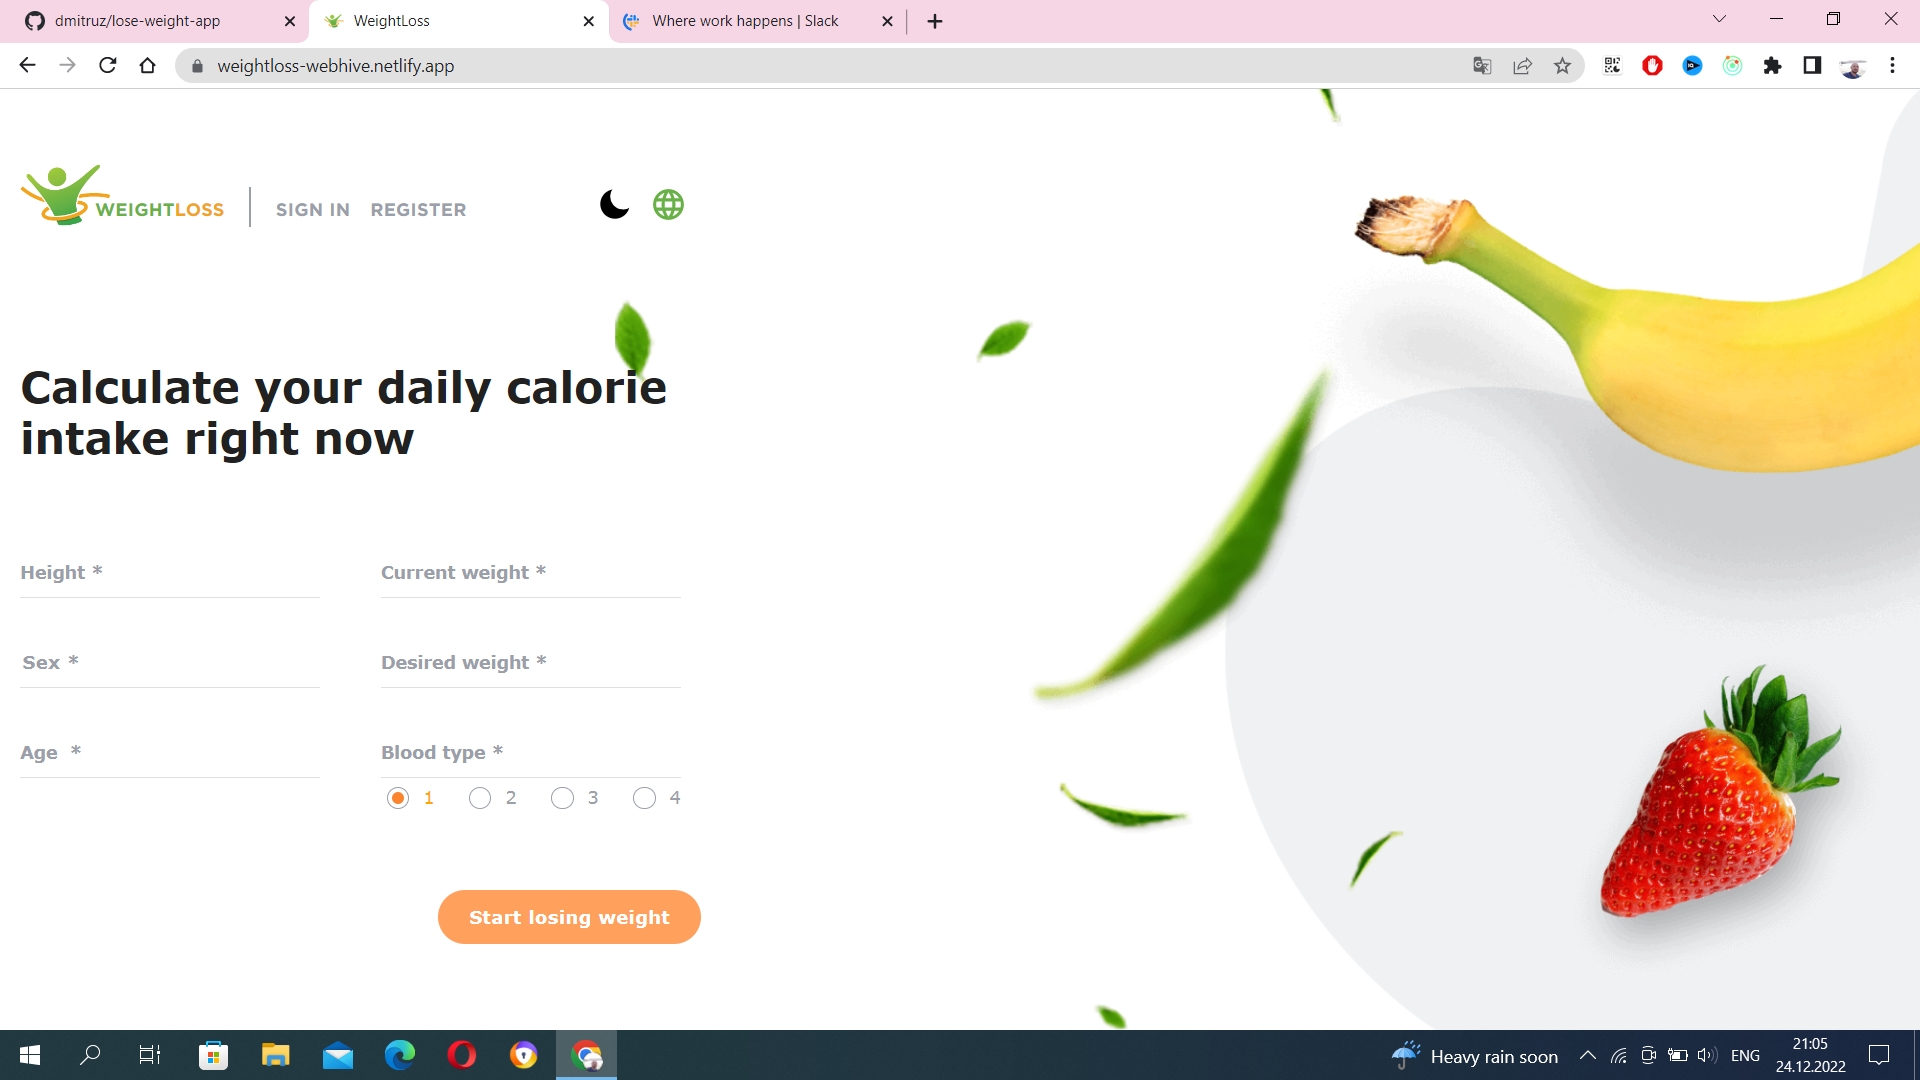 dmitruz/lose-weight-app
WeightLoss
Where work happens | Slack
weightloss-webhive.netlify.app
WEIGHTLOSS
SIGN IN
REGISTER
Calculate your daily calorie
intake right now
Height *
Current weight *
Sex *
Desired weight *
Age *
Blood type *
1
2
3
4
Start losing weight
Heavy rain soon
ENG
21:05
24.12.2022